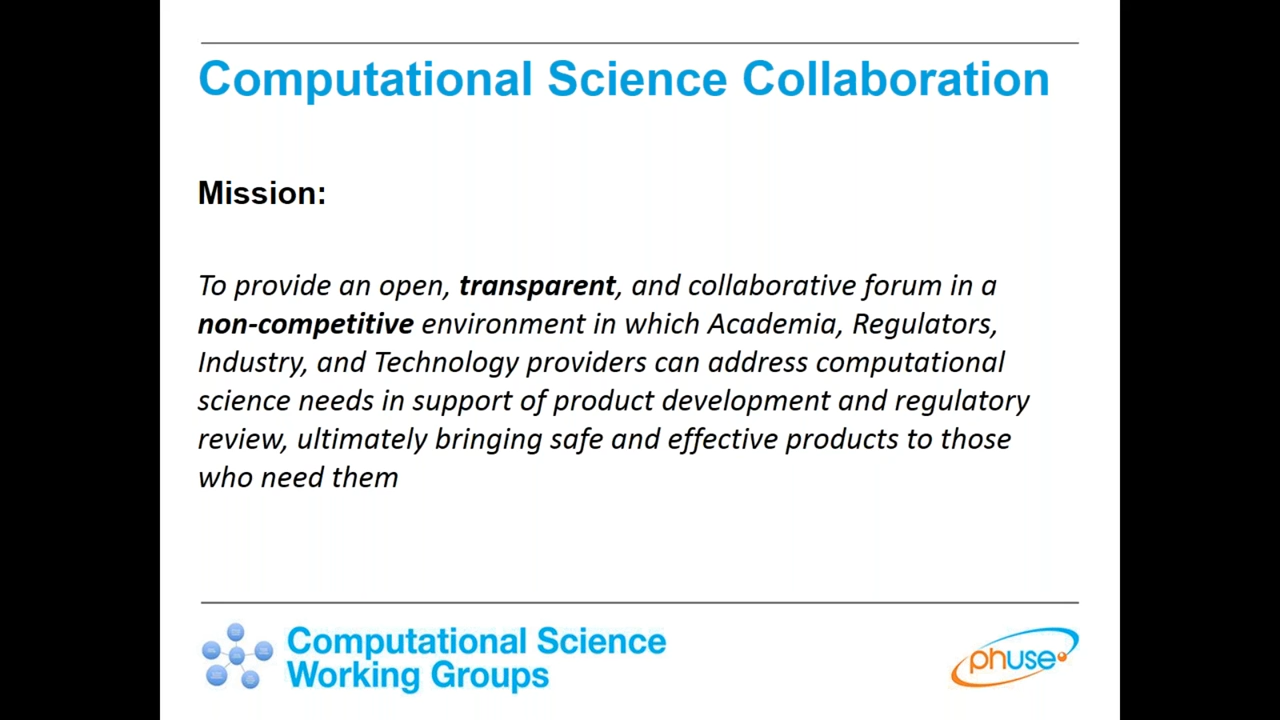 Computational Science Collaboration
Mission:
To provide an open, transparent, and collaborative forum in a
non-competitive environment in which Academia, Regulators,
Industry, and Technology providers can address computational
science needs in support of product development and regulatory
review, ultimately bringing safe and effective products to those
who need them
Computational Science
Working Groups
phuse